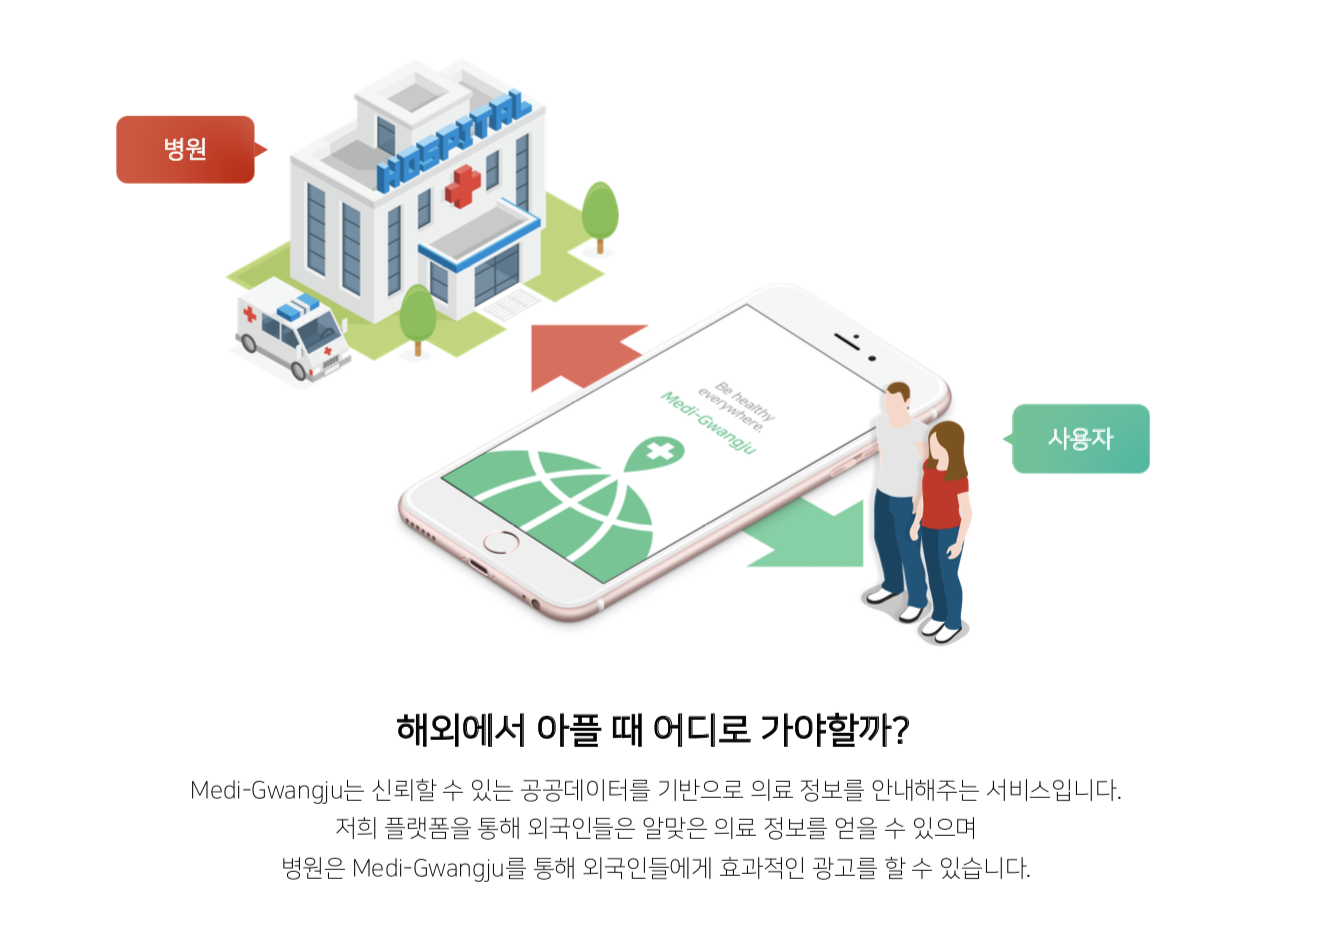 병원
HOSPITAL
Be healthy
everywhere.
Medi-Gwangju
사용자
해외에서 아플 때 어디로 가야할까?
Medi-Gwangju는 신뢰할 수 있는 공공데이터를 기반으로 의료 정보를 안내해주는 서비스입니다.
저희 플랫폼을 통해 외국인들은 알맞은 의료 정보를 얻을 수 있으며
병원은 Medi-Gwangju를 통해 외국인들에게 효과적인 광고를 할 수 있습니다.